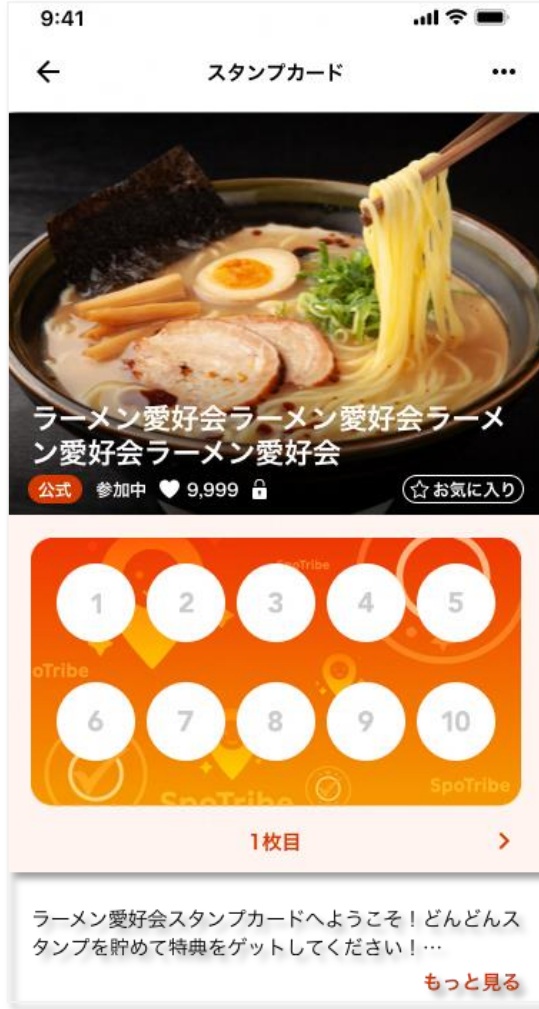 9:41
スタンプカード
ラーメン愛好会ラーメン愛好会ラーメ
ン愛好会ラーメン愛好会
公式 参加中 9,999 お気に入り
SpoTribe
1 2 3 4 5
oTribe
6 7 8 9 10
SpoTribe
SpoTribe
1枚目
ラーメン愛好会スタンプカードへようこそ！どんどんス
タンプを貯めて特典をゲットしてください！…
もっと見る